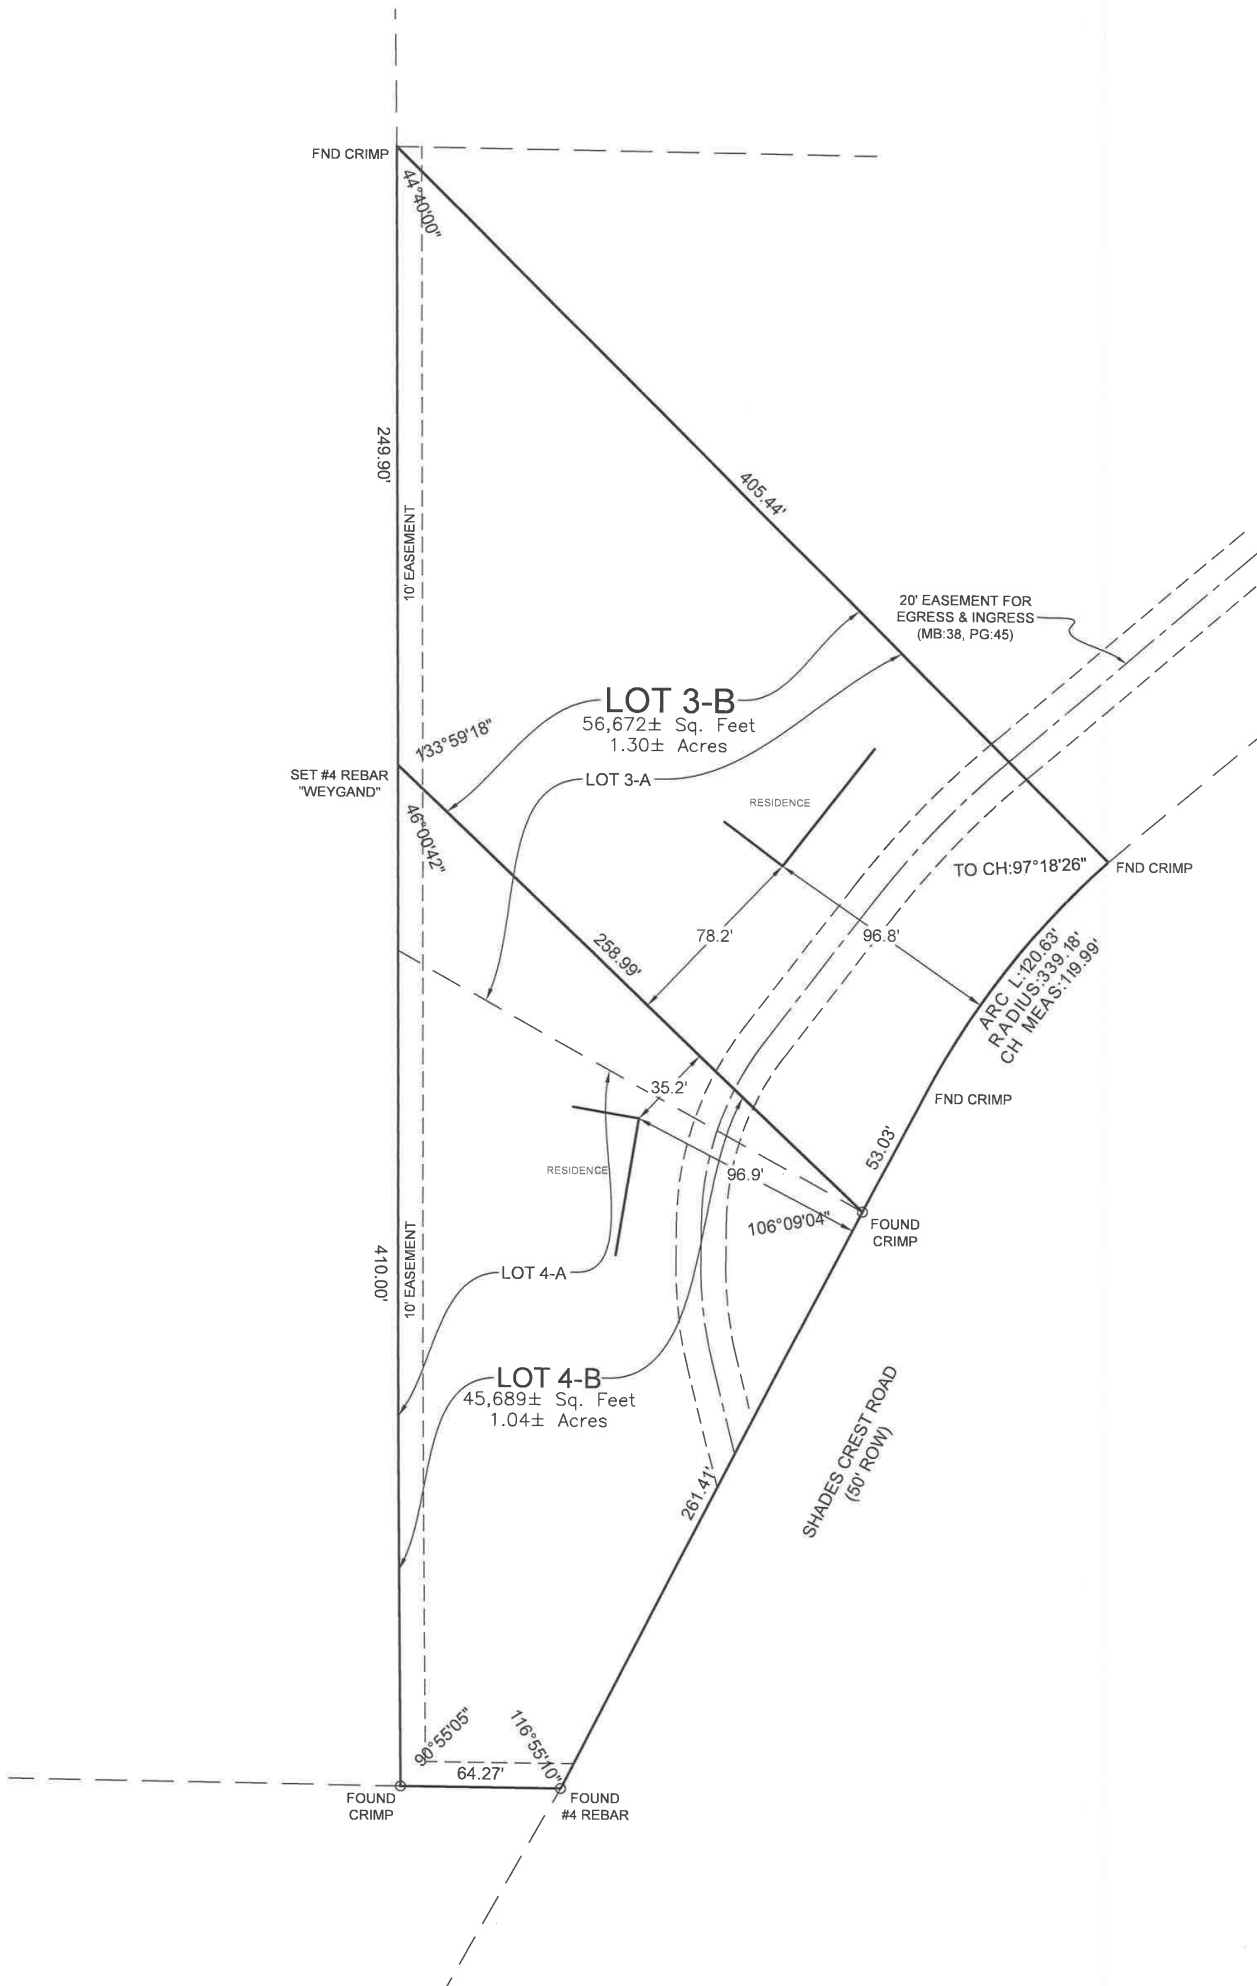 FND CRIMP
44°40'00"
249.90'
405.44'
10' EASEMENT
20' EASEMENT FOR
EGRESS & INGRESS
(MB:38, PG:45)
LOT 3-B
56,672± Sq. Feet
1.30± Acres
133°59'18"
SET #4 REBAR
"WEYGAND"
LOT 3-A
RESIDENCE
46°00'42"
TO CH:97°18'26"
FND CRIMP
78.2'
96.8'
258.99'
ARC L:120.63'
RADIUS:339.18'
CH MEAS:119.99'
35.2'
FND CRIMP
53.03'
RESIDENCE
96.9'
106°09'04"
FOUND
CRIMP
410.00'
10' EASEMENT
LOT 4-A
LOT 4-B
45,689± Sq. Feet
1.04± Acres
SHADES CREST ROAD
(50' ROW)
261.41'
90°55'05"
116°55'10"
64.27'
FOUND
CRIMP
FOUND
#4 REBAR